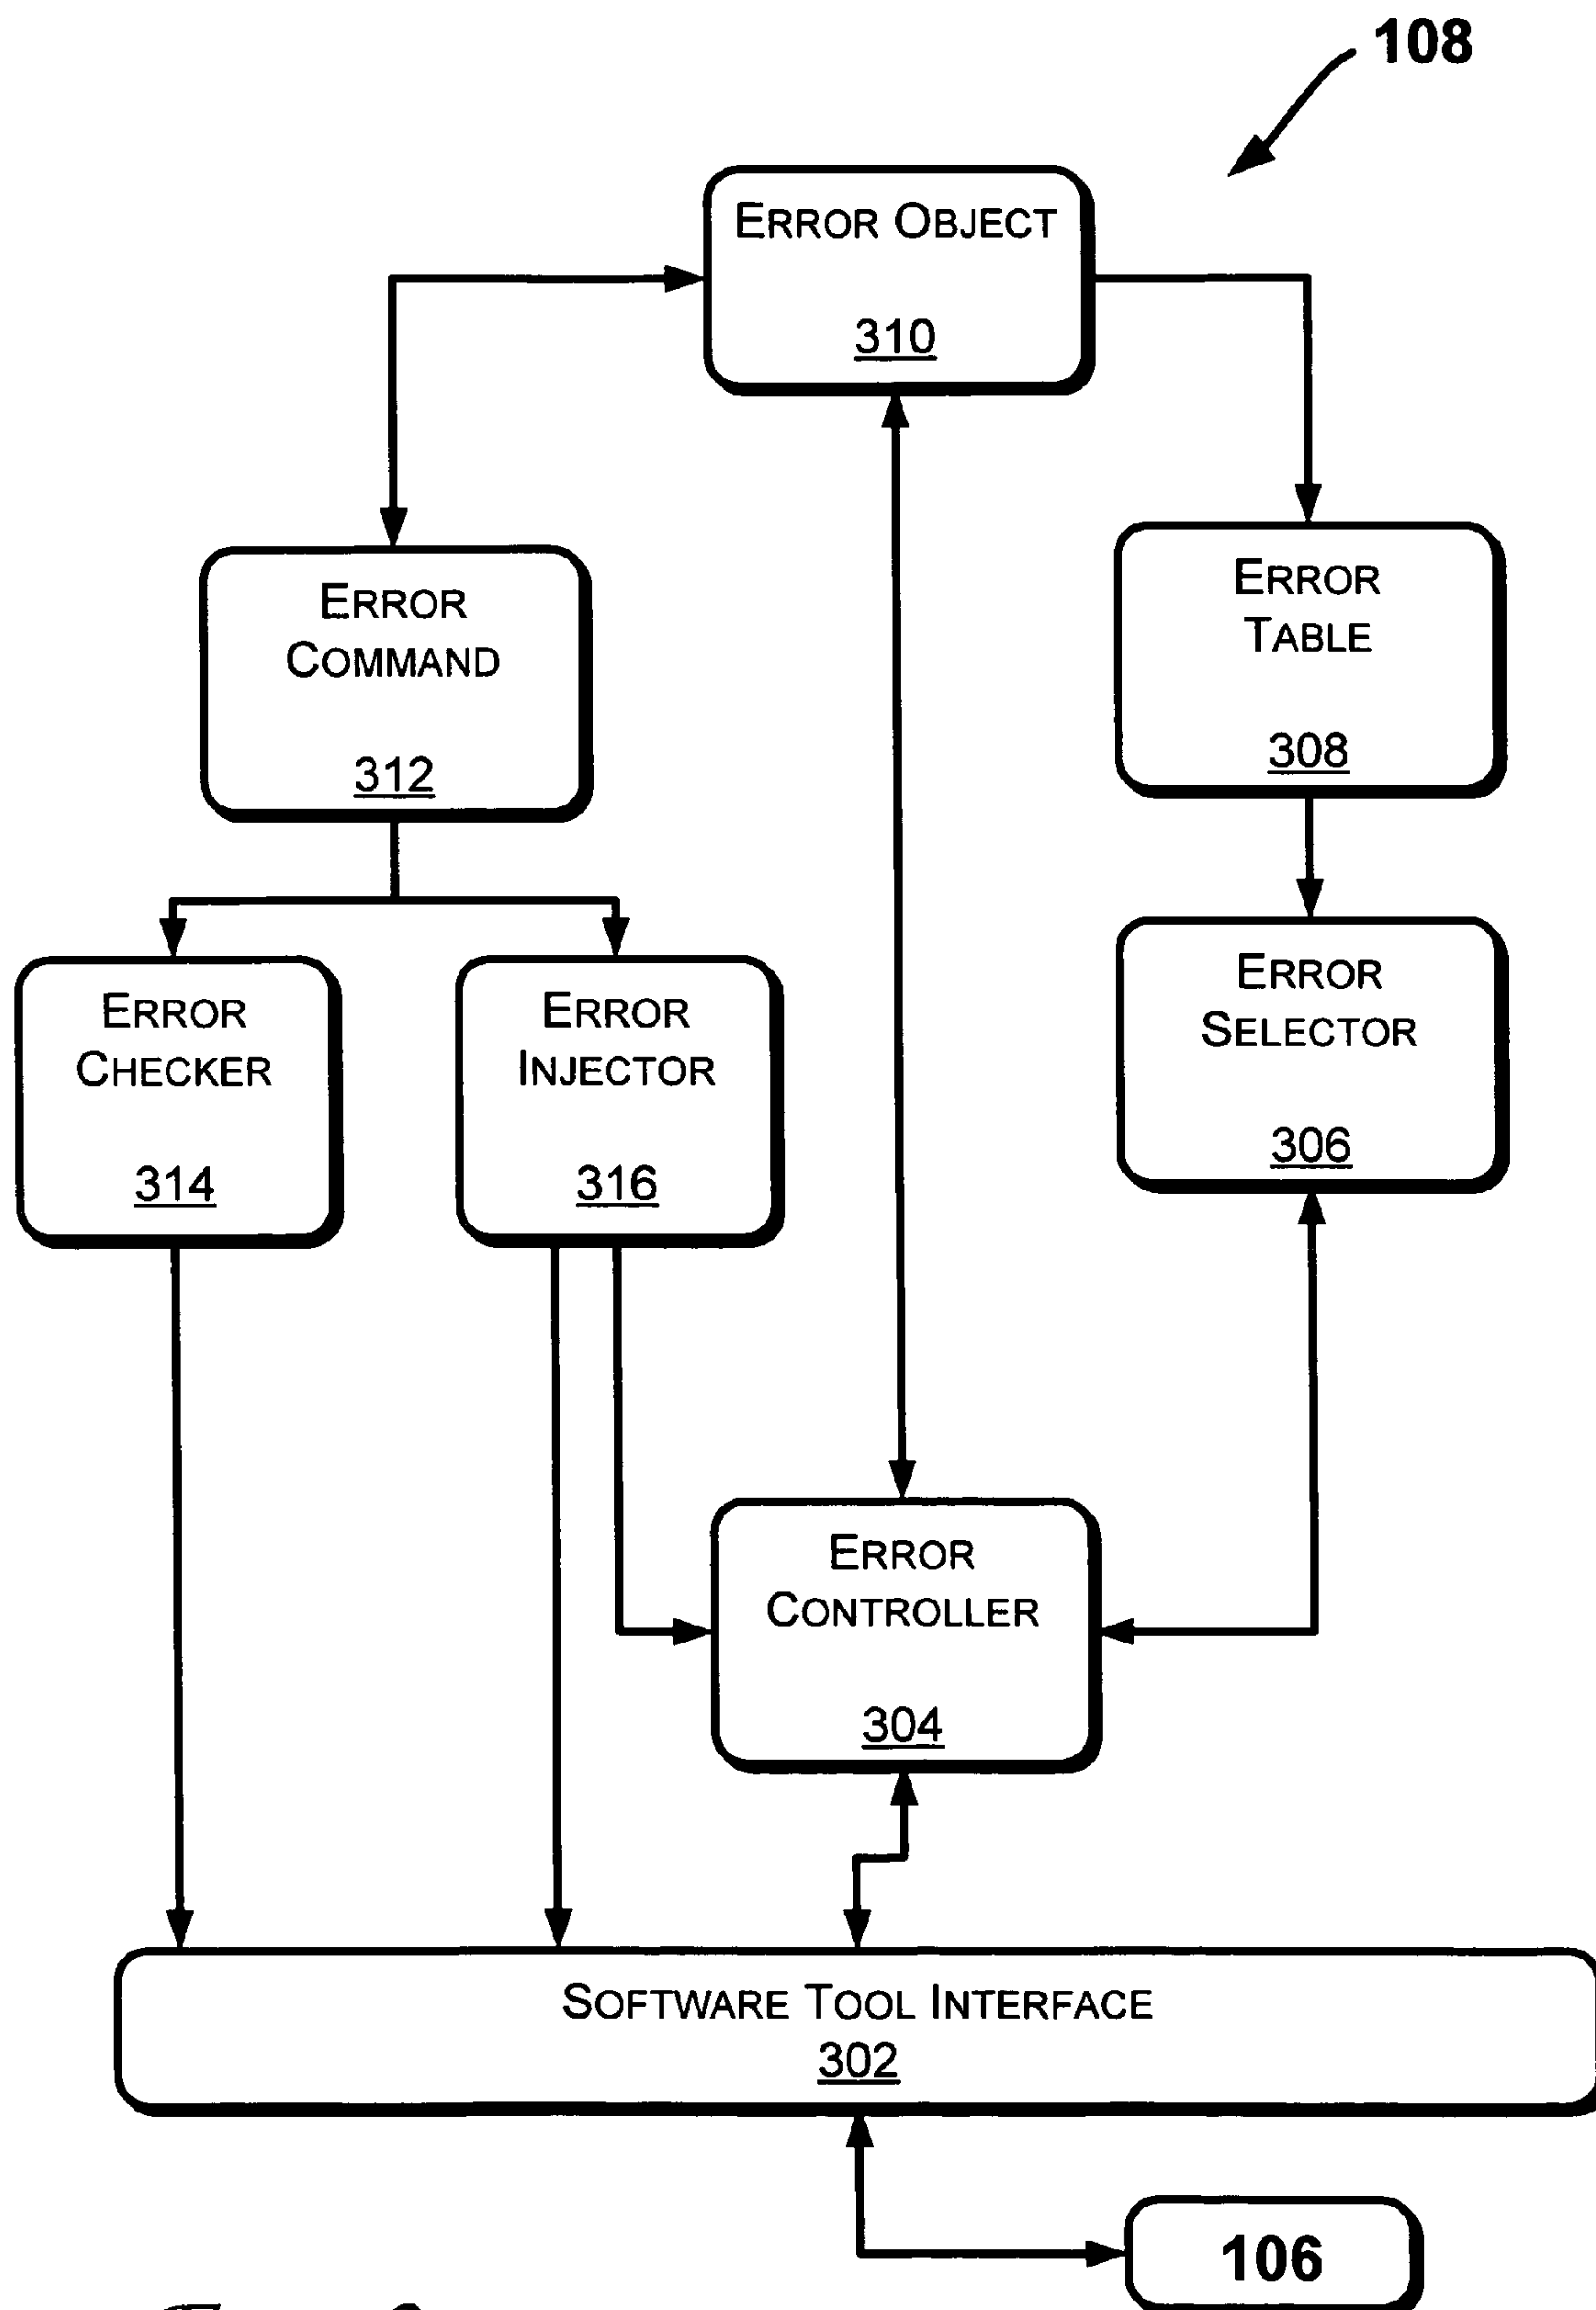 108
ERROR OBJECT
310
ERROR
COMMAND
312
ERROR
TABLE
308
ERROR
CHECKER
314
ERROR
INJECTOR
316
ERROR
SELECTOR
306
ERROR
CONTROLLER
304
SOFTWARE TOOL INTERFACE
302
106